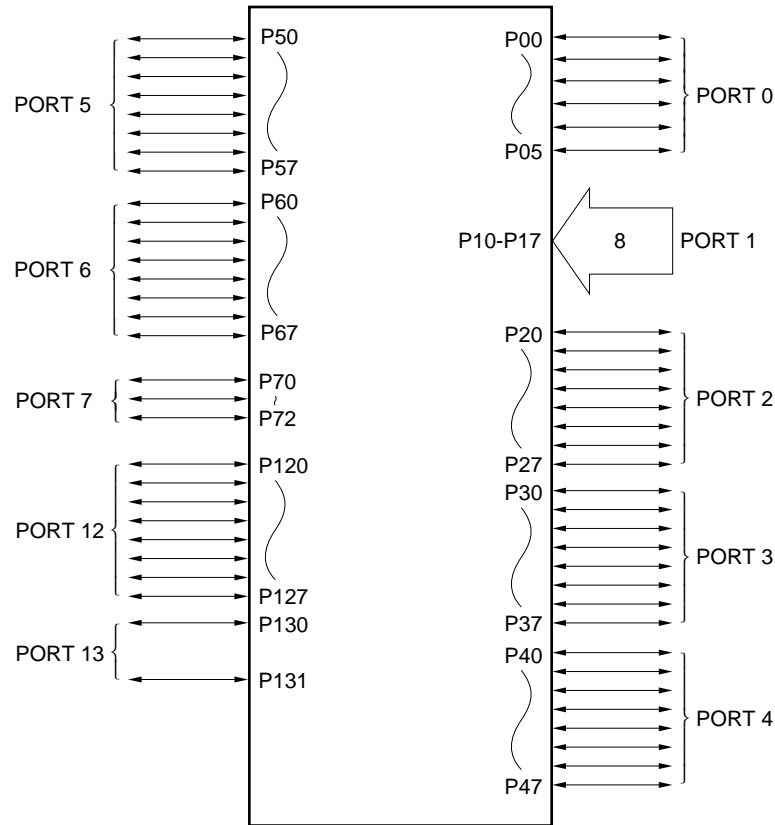 P50
PORT 5
P57
P60
PORT 6
P67
P70
PORT 7
P72
P120
PORT 12
P127
P130
PORT 13
P131
P00
PORT 0
P05
P10-P17 8 PORT 1
P20
PORT 2
P27
P30
PORT 3
P37
P40
PORT 4
P47